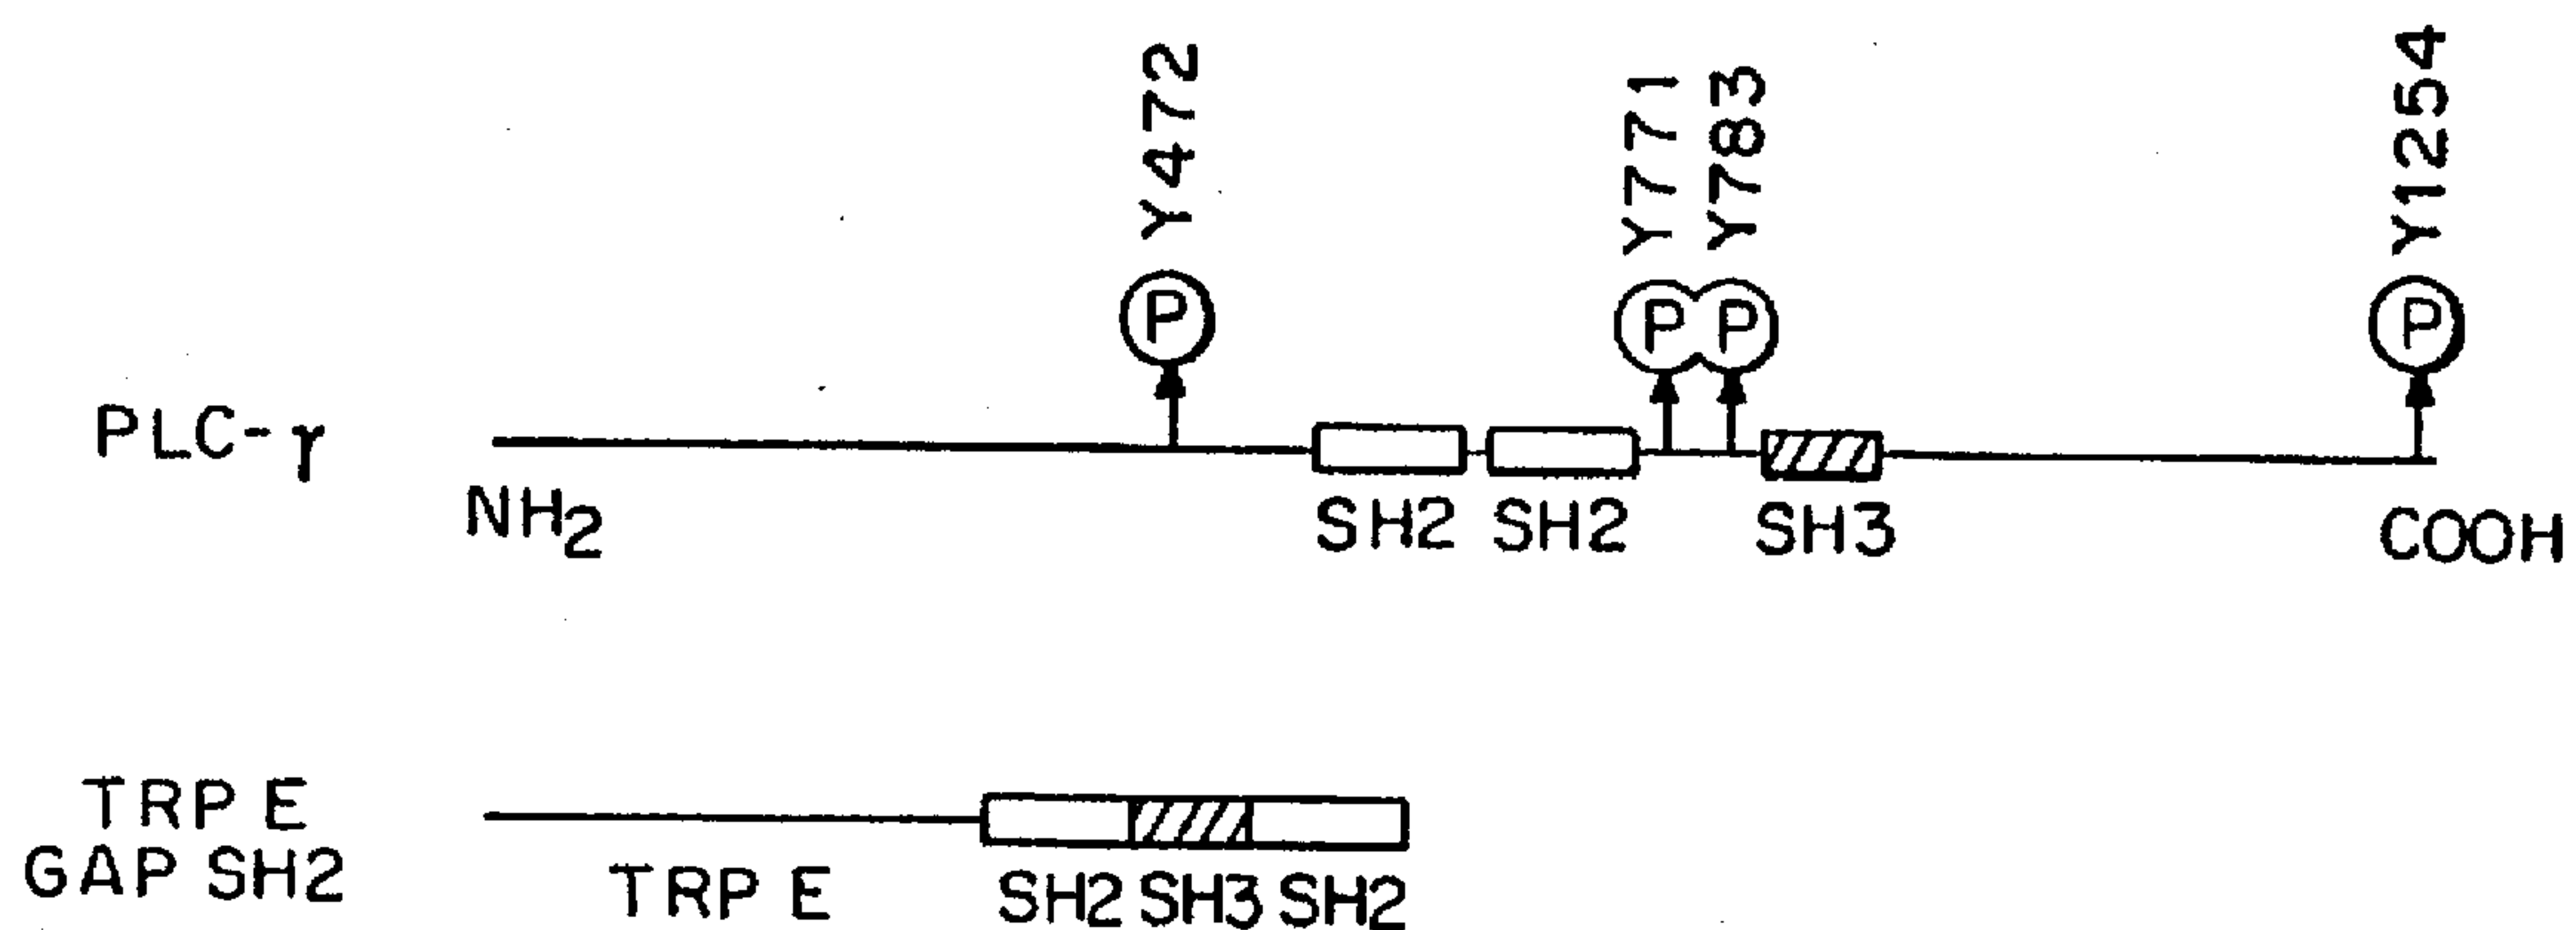 Y472 Y771 Y783 Y1254
P P P P
PLC-γ
NH2 SH2 SH2 SH3 COOH
TRP E
GAP SH2
TRP E SH2 SH3 SH2